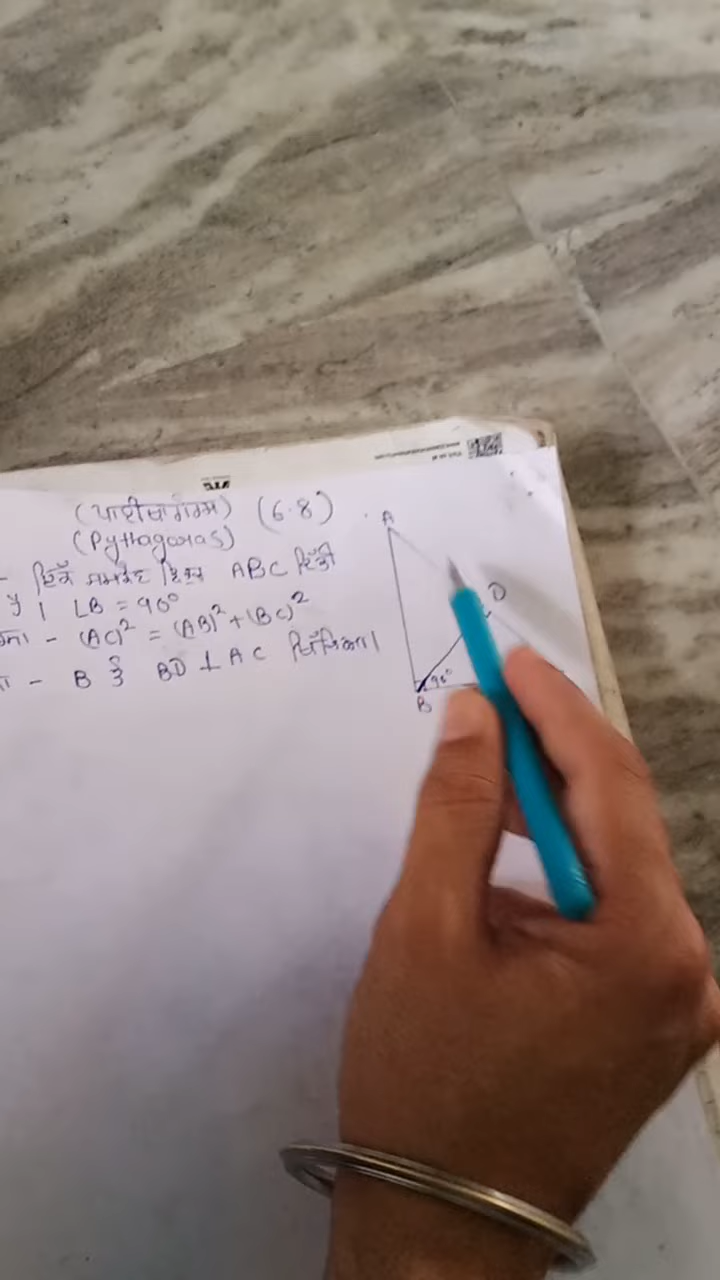 (ਪਾਈਥਾਗੋਰਸ) (6.8)
(Pythagoras)
- ਇੱਕ ਸਮਕੋਣ ਤ੍ਰਿਭੁਜ ABC ਦਿੱਤੀ
ਹੈ। ∠B = 90°
- (AC)² = (AB)² + (BC)²
- B ਤੋਂ BD ⊥ AC ਖਿੱਚਿਆ।
A
D
90°
B